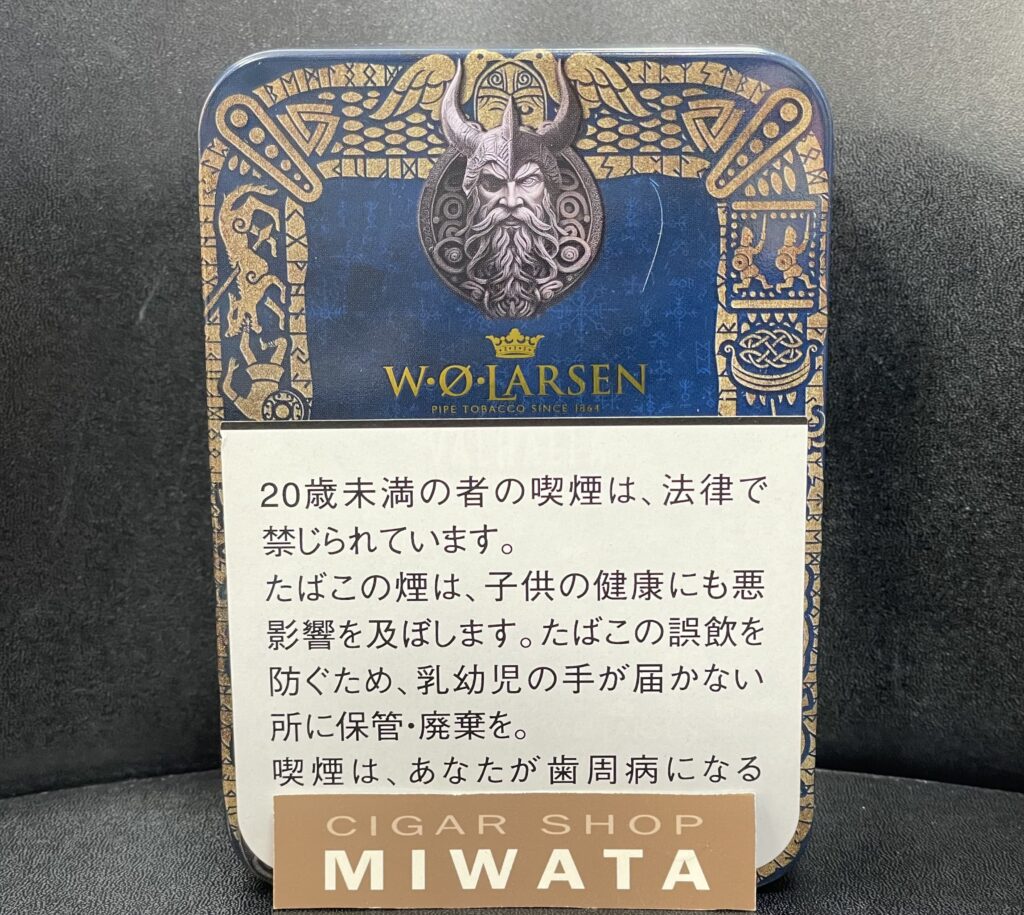 W·Ø·LARSEN
PIPE TOBACCO SINCE 1864
20歳未満の者の喫煙は、法律で
禁じられています。
たばこの煙は、子供の健康にも悪
影響を及ぼします。たばこの誤飲を
防ぐため、乳幼児の手が届かない
所に保管・廃棄を。
喫煙は、あなたが歯周病になる
CIGAR SHOP
MIWATA